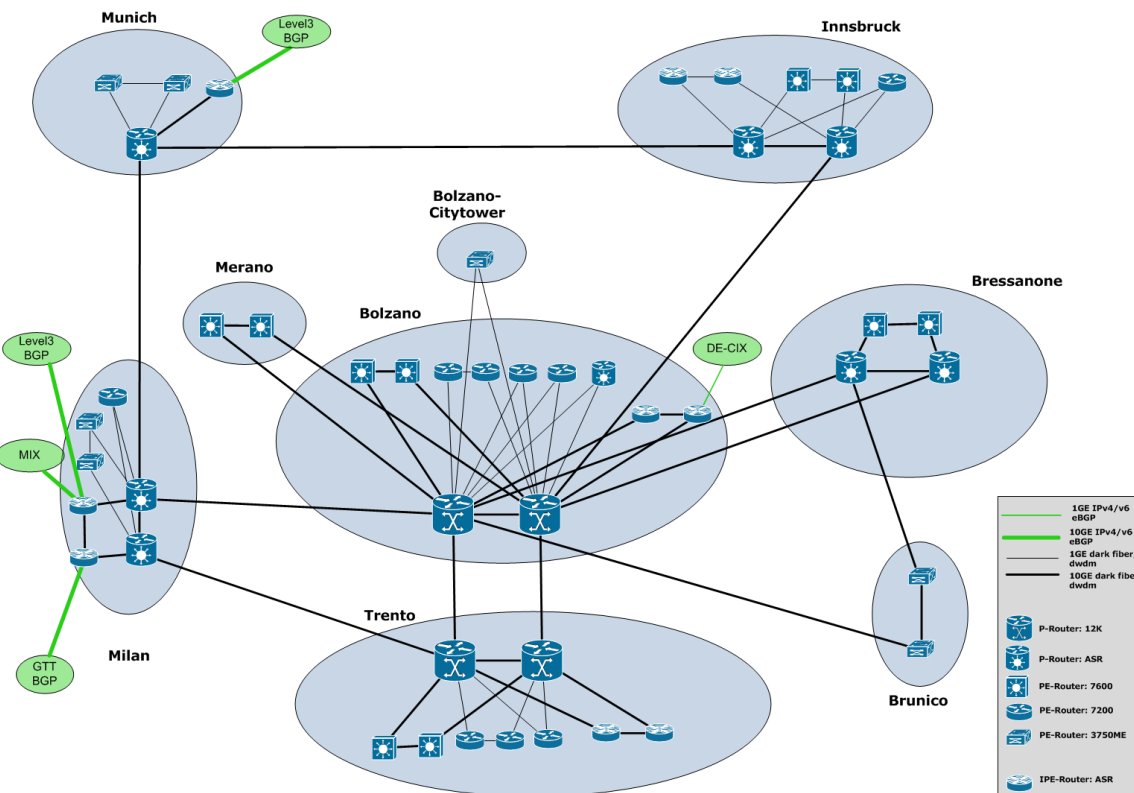 Munich
Level3
BGP
Innsbruck
Bolzano-
Citytower
Merano
Bressanone
Bolzano
Level3
BGP
DE-CIX
MIX
1GE IPv4/v6
eBGP
10GE IPv4/v6
eBGP
1GE dark fiber,
dwdm
10GE dark fibe
dwdm
Trento
P-Router: 12K
Milan
P-Router: ASR
GTT
BGP
PE-Router: 7600
Brunico
PE-Router: 7200
PE-Router: 3750ME
IPE-Router: ASR